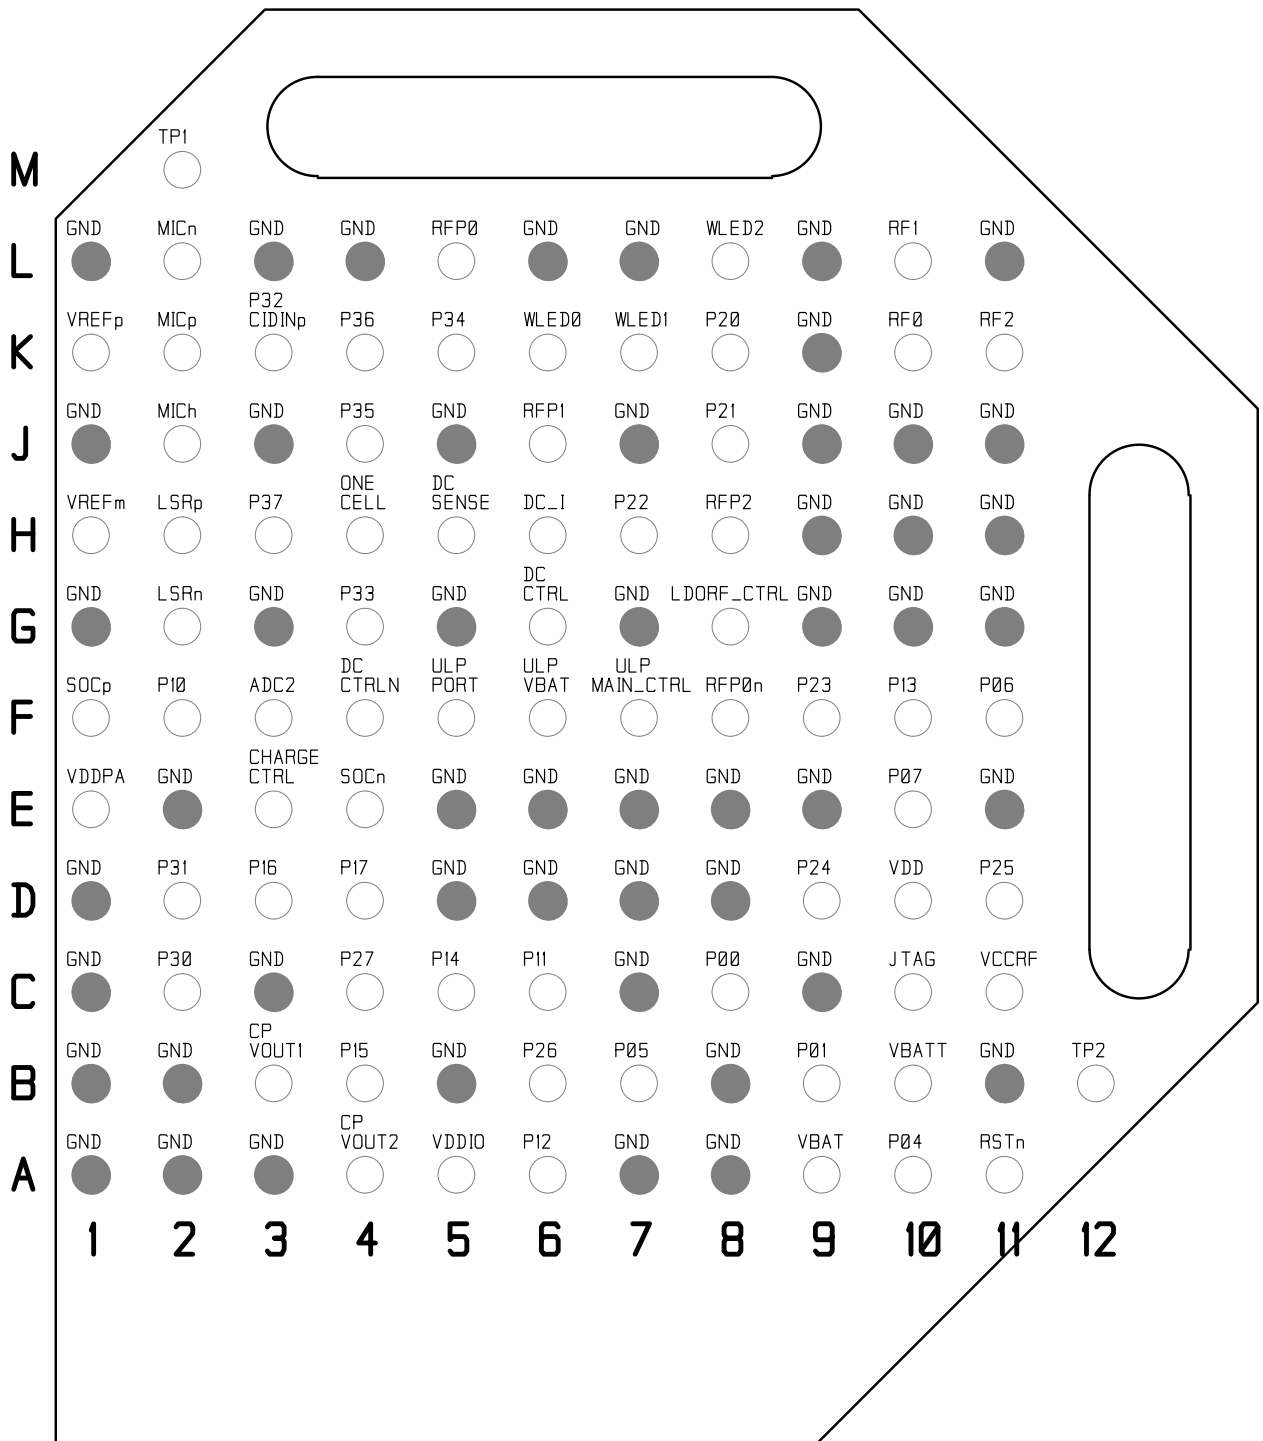 TP1
M
GND MICn GND GND RFP0 GND GND WLED2 GND RF1 GND
L
P32
VREFp MICp CIDINp P36 P34 WLED0 WLED1 P20 GND RF0 RF2
K
GND MICh GND P35 GND RFP1 GND P21 GND GND GND
J
ONE DC
VREFm LSRp P37 CELL SENSE DC_I P22 RFP2 GND GND GND
H
DC
GND LSRn GND P33 GND CTRL GND LDORF_CTRL GND GND GND
G
DC ULP ULP ULP
SOCp P10 ADC2 CTRLN PORT VBAT MAIN_CTRL RFP0n P23 P13 P06
F
CHARGE
VDDPA GND CTRL SOCn GND GND GND GND GND P07 GND
E
GND P31 P16 P17 GND GND GND GND P24 VDD P25
D
GND P30 GND P27 P14 P11 GND P00 GND JTAG VCCRF
C
CP
GND GND VOUT1 P15 GND P26 P05 GND P01 VBATT GND TP2
B
CP
GND GND GND VOUT2 VDDIO P12 GND GND VBAT P04 RSTn
A
1 2 3 4 5 6 7 8 9 10 11 12